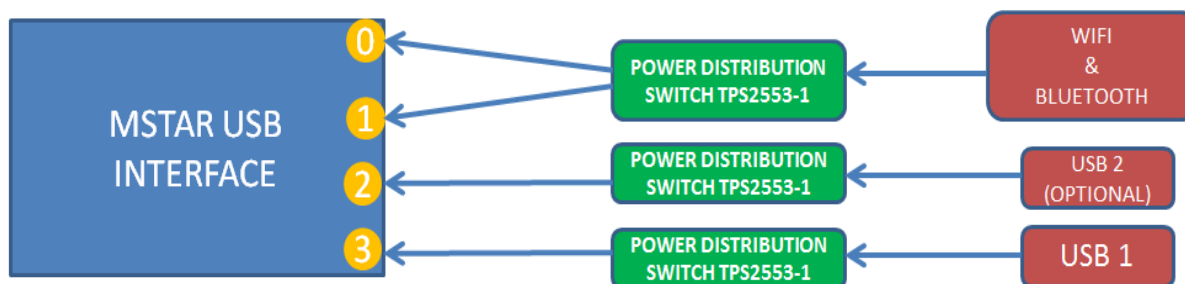 MSTAR USB
INTERFACE
0
1
2
3
POWER DISTRIBUTION
SWITCH TPS2553-1
POWER DISTRIBUTION
SWITCH TPS2553-1
POWER DISTRIBUTION
SWITCH TPS2553-1
WIFI
&
BLUETOOTH
USB 2
(OPTIONAL)
USB 1